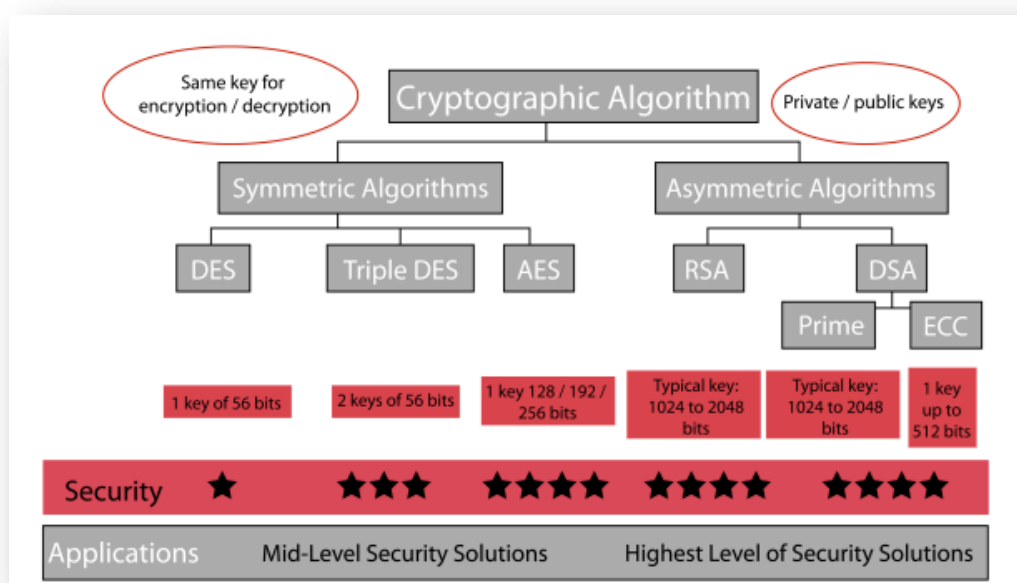 Same key for
encryption / decryption
Cryptographic Algorithm
Private / public keys
Symmetric Algorithms
Asymmetric Algorithms
DES
Triple DES
AES
RSA
DSA
Prime
ECC
1 key of 56 bits
2 keys of 56 bits
1 key 128 / 192 /
256 bits
Typical key:
1024 to 2048
bits
Typical key:
1024 to 2048
bits
1 key
up to
512 bits
Security
Applications
Mid-Level Security Solutions
Highest Level of Security Solutions